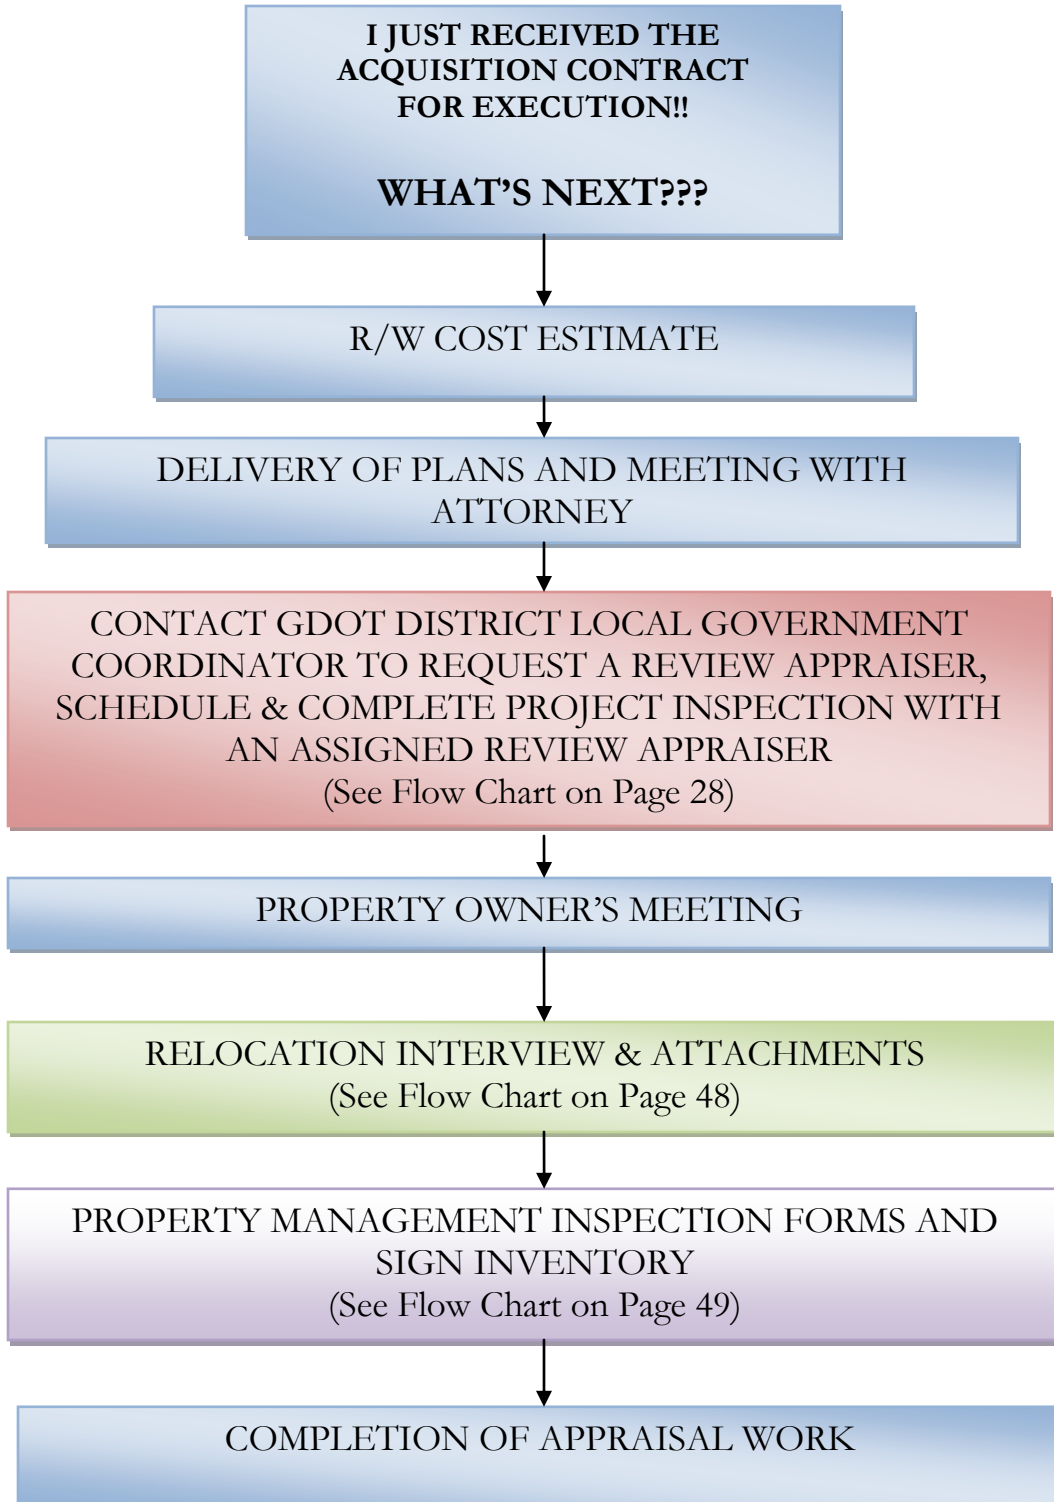 I JUST RECEIVED THE
ACQUISITION CONTRACT
FOR EXECUTION!!
WHAT'S NEXT???
R/W COST ESTIMATE
DELIVERY OF PLANS AND MEETING WITH
ATTORNEY
CONTACT GDOT DISTRICT LOCAL GOVERNMENT
COORDINATOR TO REQUEST A REVIEW APPRAISER,
SCHEDULE & COMPLETE PROJECT INSPECTION WITH
AN ASSIGNED REVIEW APPRAISER
(See Flow Chart on Page 28)
PROPERTY OWNER'S MEETING
RELOCATION INTERVIEW & ATTACHMENTS
(See Flow Chart on Page 48)
PROPERTY MANAGEMENT INSPECTION FORMS AND
SIGN INVENTORY
(See Flow Chart on Page 49)
COMPLETION OF APPRAISAL WORK